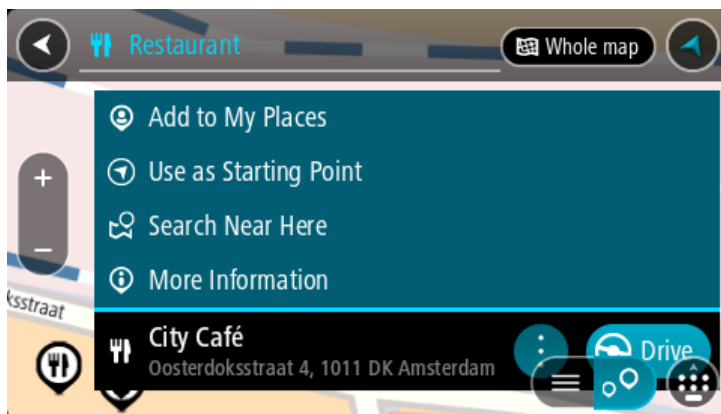 Restaurant
Whole map
Add to My Places
Use as Starting Point
Search Near Here
More Information
ksstraat
City Café
Oosterdoksstraat 4, 1011 DK Amsterdam
Drive